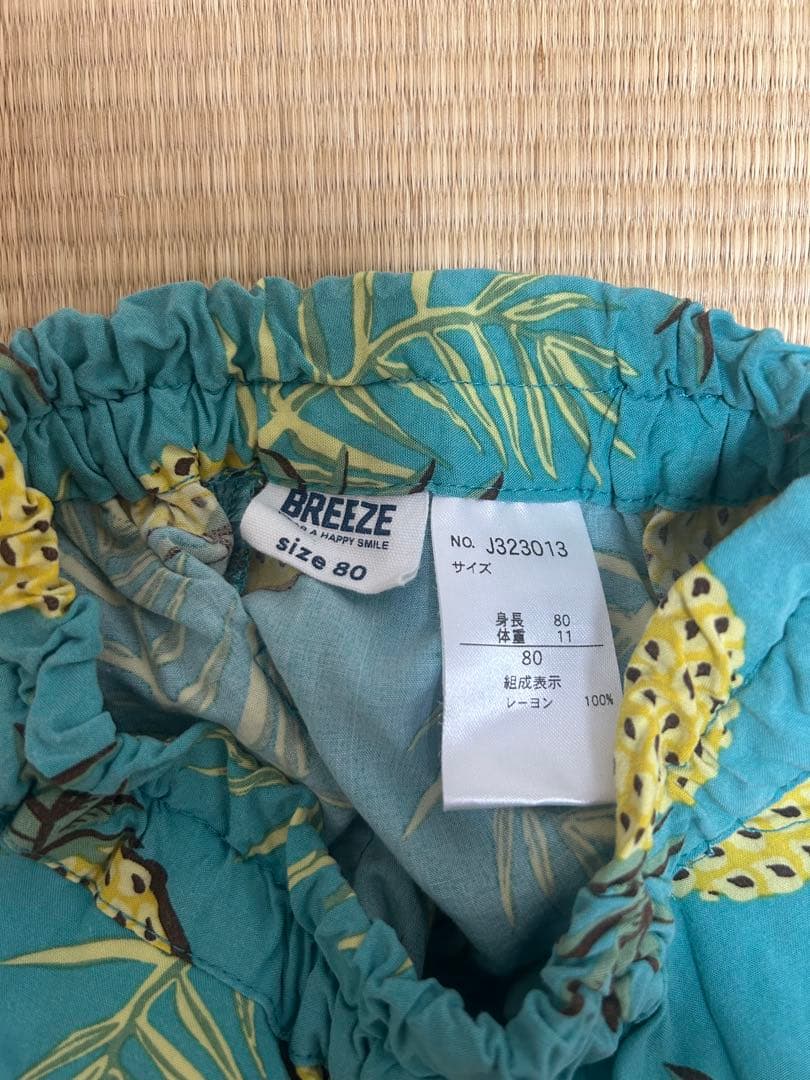 BREEZE
A HAPPY SMILE
size 80
NO. J323013
サイズ
身長 80
体重 11
80
組成表示
レーヨン 100%